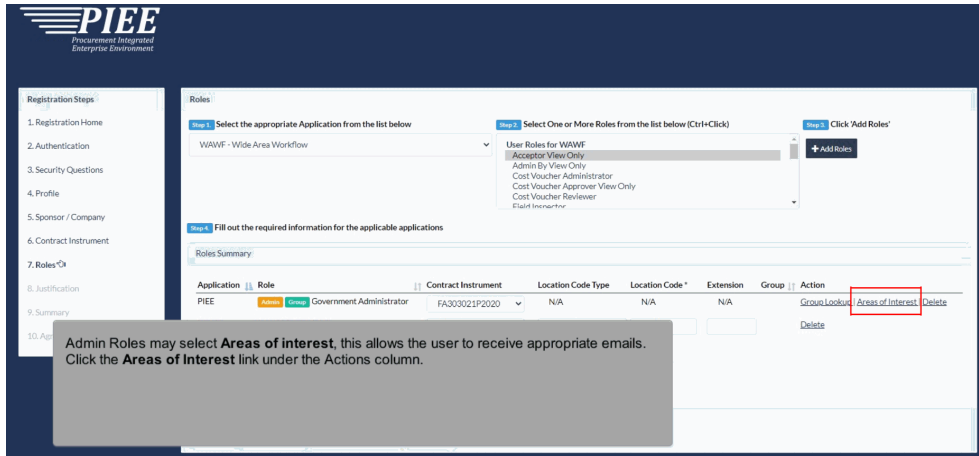 PIEE
Procurement Integrated
Enterprise Environment
Registration Steps
1. Registration Home
2. Authentication
3. Security Questions
4. Profile
5. Sponsor / Company
6. Contract Instrument
7. Roles
8. Justification
9. Summary
Roles
Step 1. Select the appropriate Application from the list below
WAWF - Wide Area Workflow
Step 2. Select One or More Roles from the list below (Ctrl+Click)
User Roles for WAWF
Acceptor View Only
Admin By View Only
Cost Voucher Administrator
Cost Voucher Approver View Only
Cost Voucher Reviewer
Field Inspector
Step 3. Click 'Add Roles'
+ Add Roles
Step 4. Fill out the required information for the applicable applications
Roles Summary
Application Role Contract Instrument Location Code Type Location Code * Extension Group Action
PIEE Admin Group Government Administrator FA303021P2020 N/A N/A N/A Group Lookup | Areas of Interest | Delete
Delete
Admin Roles may select Areas of interest, this allows the user to receive appropriate emails.
Click the Areas of Interest link under the Actions column.